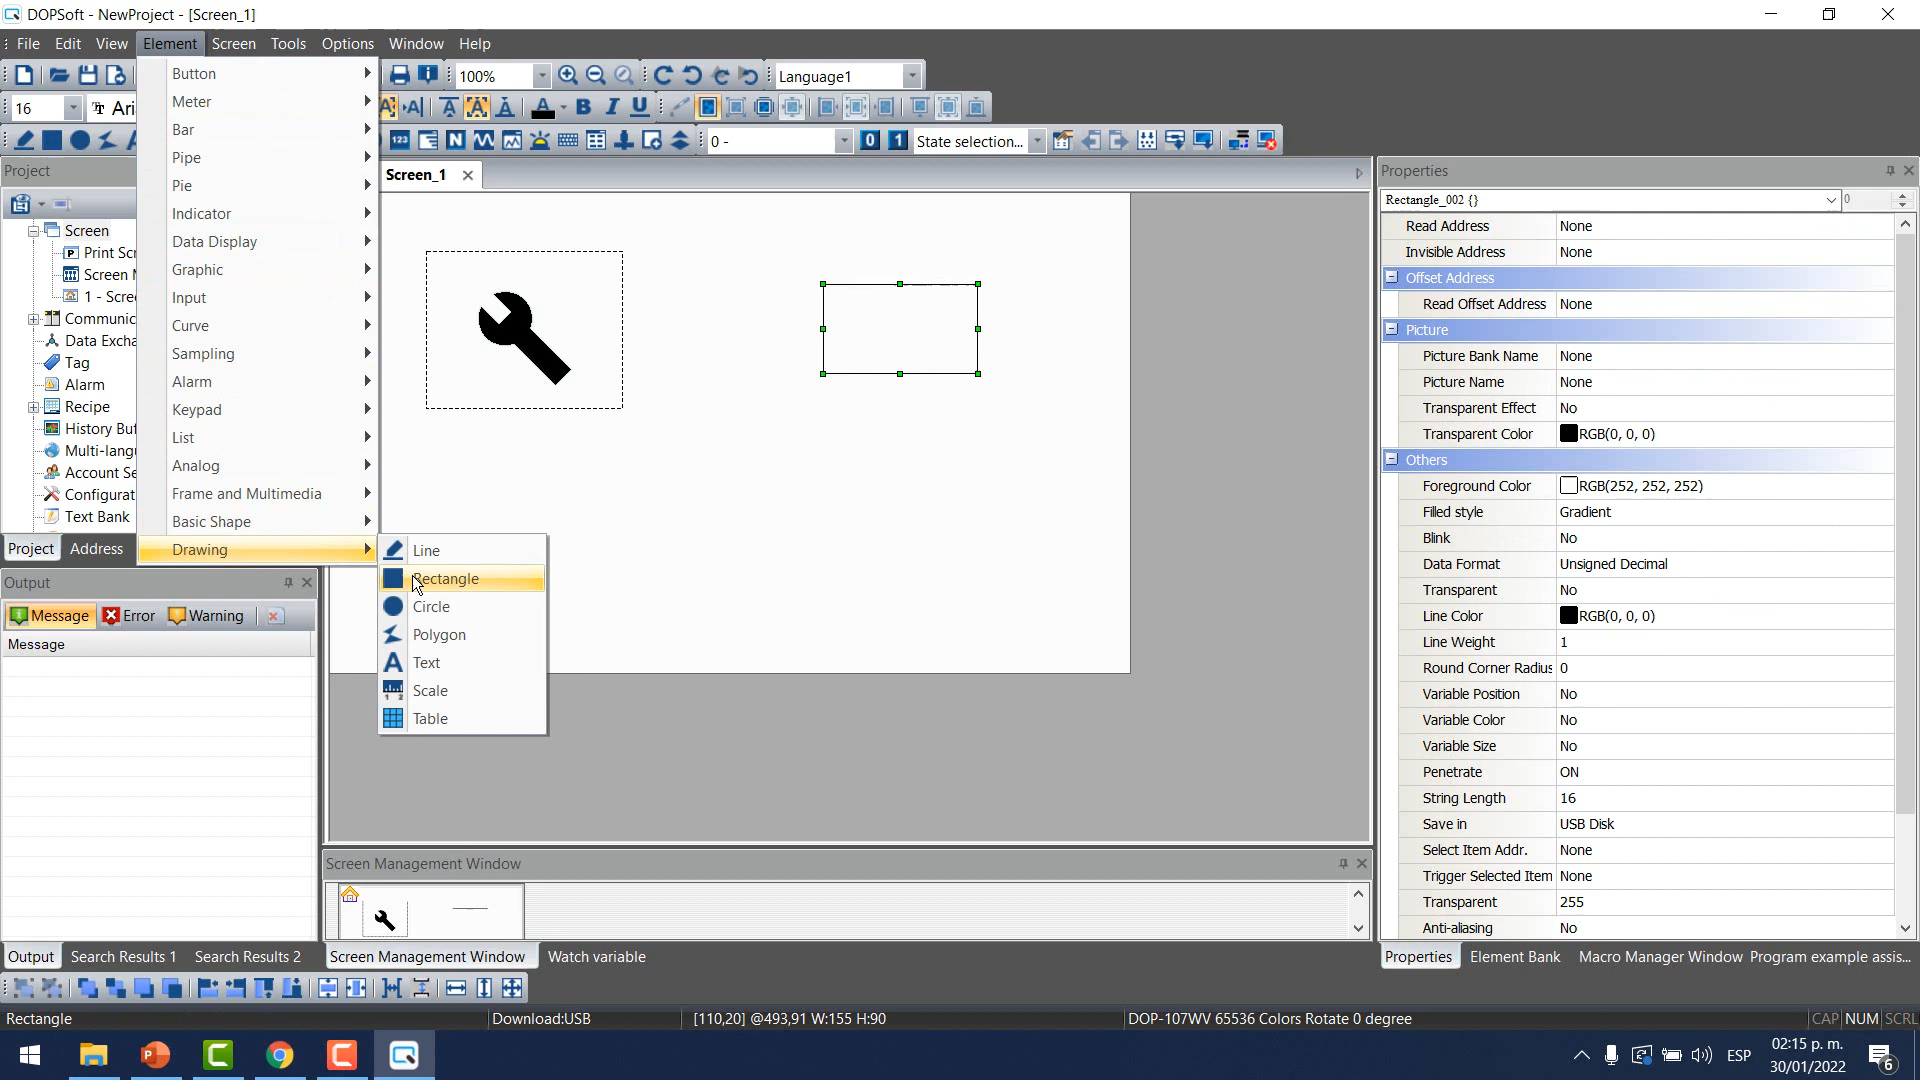 DOPSoft - NewProject - [Screen_1]
File Edit View Element Screen Tools Options Window Help
100% Language1
16 Ari
0 - State selection...
Project
Screen
Print Scr
Screen M
1 - Scree
Communic
Data Excha
Tag
Alarm
Recipe
History Buf
Multi-langu
Account Se
Configurat
Text Bank
Project Address
Button
Meter
Bar
Pipe
Pie
Indicator
Data Display
Graphic
Input
Curve
Sampling
Alarm
Keypad
List
Analog
Frame and Multimedia
Basic Shape
Drawing
Line
Rectangle
Circle
Polygon
Text
Scale
Table
Screen_1
Output
Message Error Warning
Message
Screen Management Window
Output Search Results 1 Search Results 2 Screen Management Window Watch variable
Properties
Rectangle_002 {} 0
Read Address None
Invisible Address None
Offset Address
Read Offset Address None
Picture
Picture Bank Name None
Picture Name None
Transparent Effect No
Transparent Color RGB(0, 0, 0)
Others
Foreground Color RGB(252, 252, 252)
Filled style Gradient
Blink No
Data Format Unsigned Decimal
Transparent No
Line Color RGB(0, 0, 0)
Line Weight 1
Round Corner Radius 0
Variable Position No
Variable Color No
Variable Size No
Penetrate ON
String Length 16
Save in USB Disk
Select Item Addr. None
Trigger Selected Item None
Transparent 255
Anti-aliasing No
Properties Element Bank Macro Manager Window Program example assis...
Rectangle Download:USB [110,20] @493,91 W:155 H:90 DOP-107WV 65536 Colors Rotate 0 degree CAP NUM SCRL
ESP 02:15 p. m.
30/01/2022
6